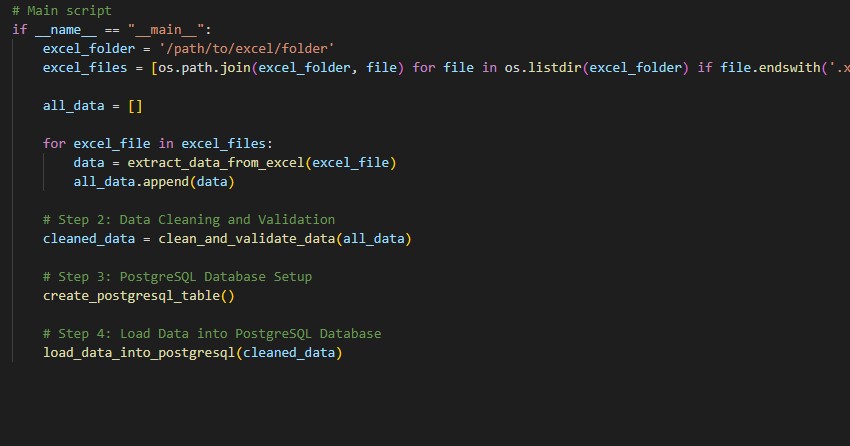 # Main script
if __name__ == "__main__":
    excel_folder = '/path/to/excel/folder'
    excel_files = [os.path.join(excel_folder, file) for file in os.listdir(excel_folder) if file.endswith('.x
    all_data = []
    for excel_file in excel_files:
        data = extract_data_from_excel(excel_file)
        all_data.append(data)
    # Step 2: Data Cleaning and Validation
    cleaned_data = clean_and_validate_data(all_data)
    # Step 3: PostgreSQL Database Setup
    create_postgresql_table()
    # Step 4: Load Data into PostgreSQL Database
    load_data_into_postgresql(cleaned_data)